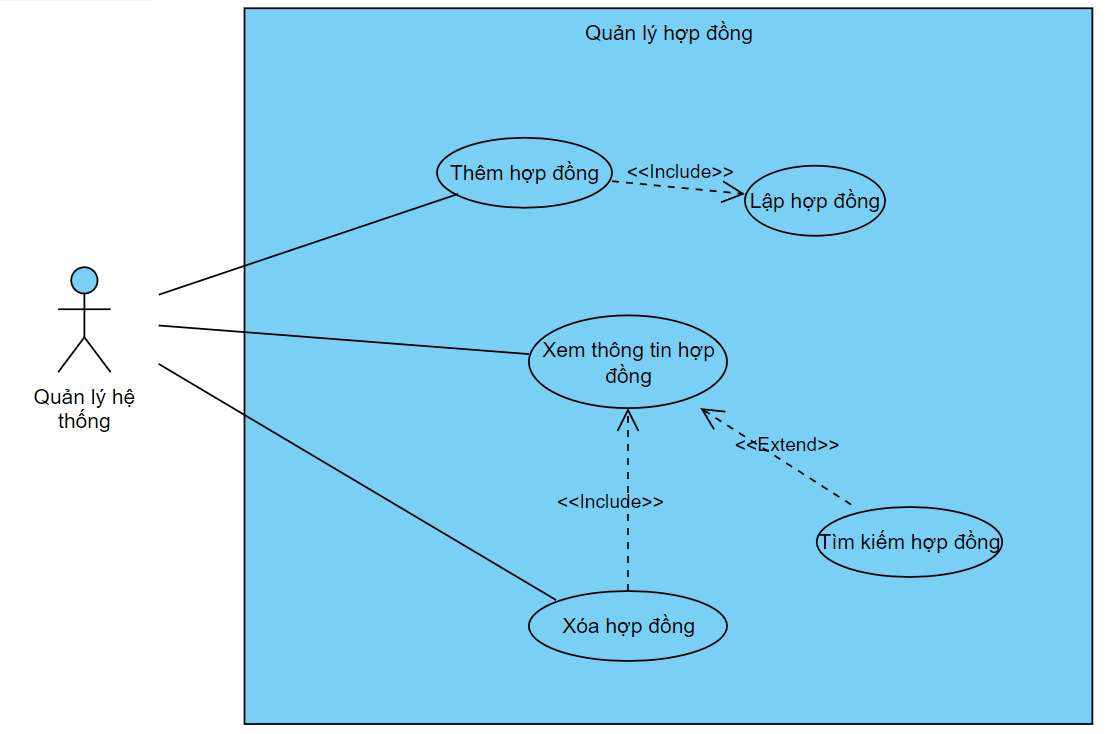 Quản lý hợp đồng
Thêm hợp đồng
<<Include>>
Lập hợp đồng
Xem thông tin hợp
đồng
Quản lý hệ
thống
<<Extend>>
<<Include>>
Tìm kiếm hợp đồng
Xóa hợp đồng